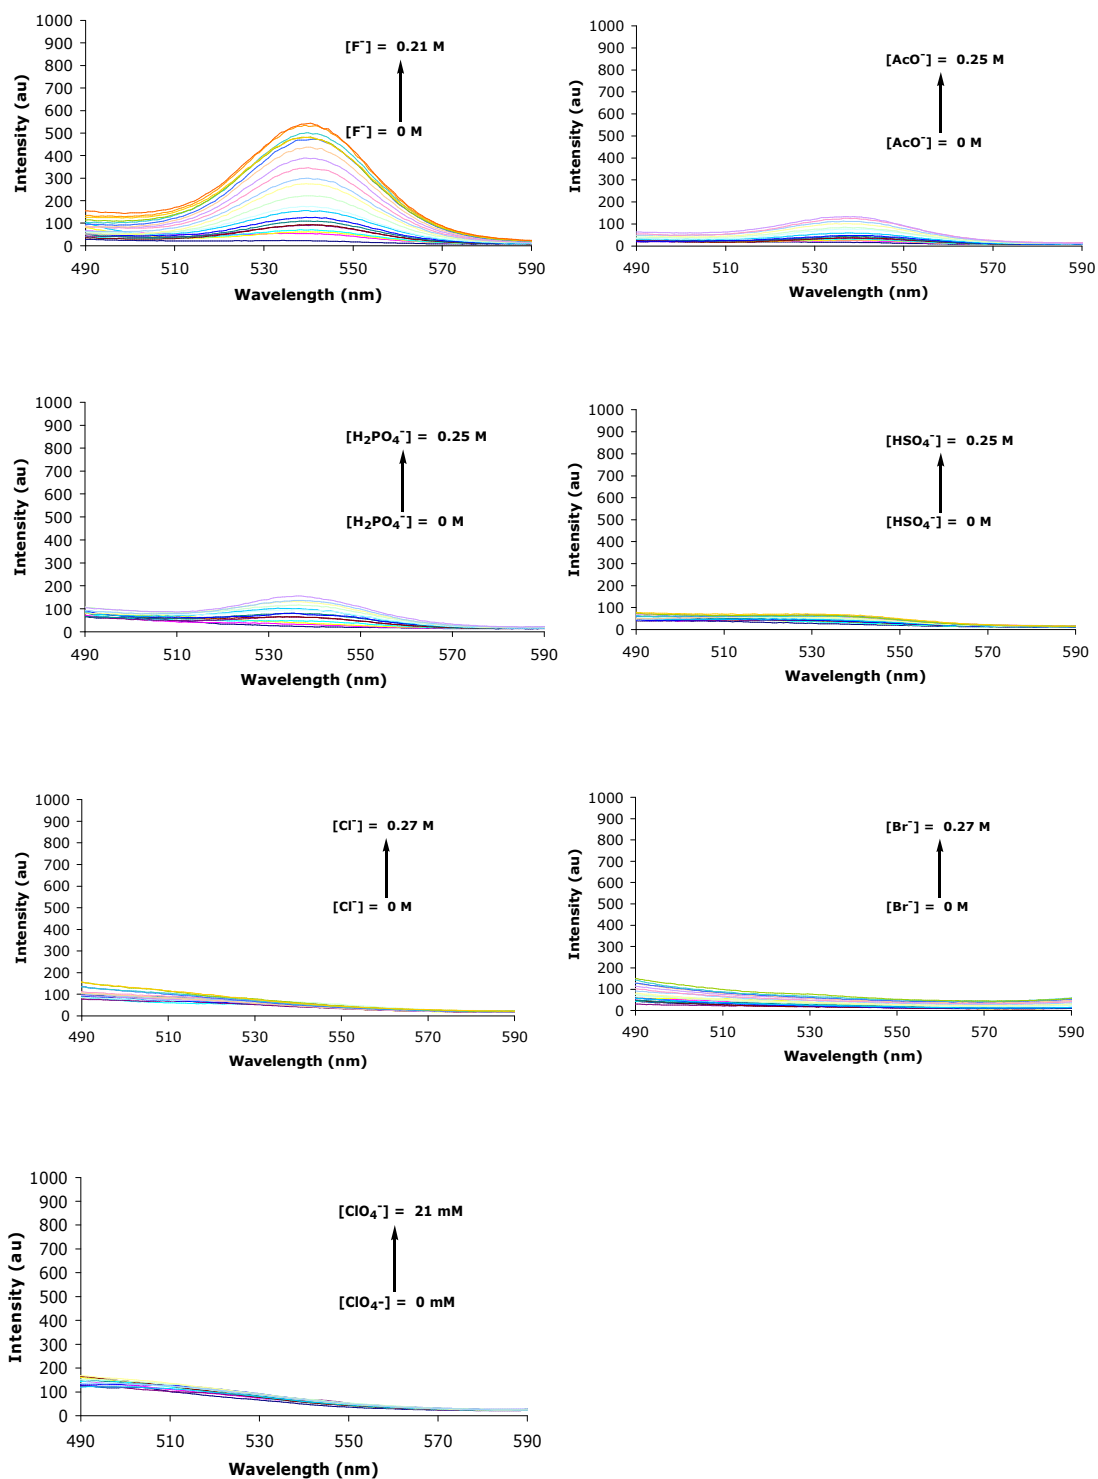 1000
900
800
700
600
500
400
300
200
100
0
Intensity (au)
[F⁻] = 0.21 M
[F⁻] = 0 M
490 510 530 550 570 590
Wavelength (nm)
1000
900
800
700
600
500
400
300
200
100
0
Intensity (au)
[AcO⁻] = 0.25 M
[AcO⁻] = 0 M
490 510 530 550 570 590
Wavelength (nm)
1000
900
800
700
600
500
400
300
200
100
0
Intensity (au)
[H₂PO₄⁻] = 0.25 M
[H₂PO₄⁻] = 0 M
490 510 530 550 570 590
Wavelength (nm)
1000
900
800
700
600
500
400
300
200
100
0
Intensity (au)
[HSO₄⁻] = 0.25 M
[HSO₄⁻] = 0 M
490 510 530 550 570 590
Wavelength (nm)
1000
900
800
700
600
500
400
300
200
100
0
Intensity (au)
[Cl⁻] = 0.27 M
[Cl⁻] = 0 M
490 510 530 550 570 590
Wavelength (nm)
1000
900
800
700
600
500
400
300
200
100
0
Intensity (au)
[Br⁻] = 0.27 M
[Br⁻] = 0 M
490 510 530 550 570 590
Wavelength (nm)
1000
900
800
700
600
500
400
300
200
100
0
Intensity (au)
[ClO₄⁻] = 21 mM
[ClO₄-] = 0 mM
490 510 530 550 570 590
Wavelength (nm)